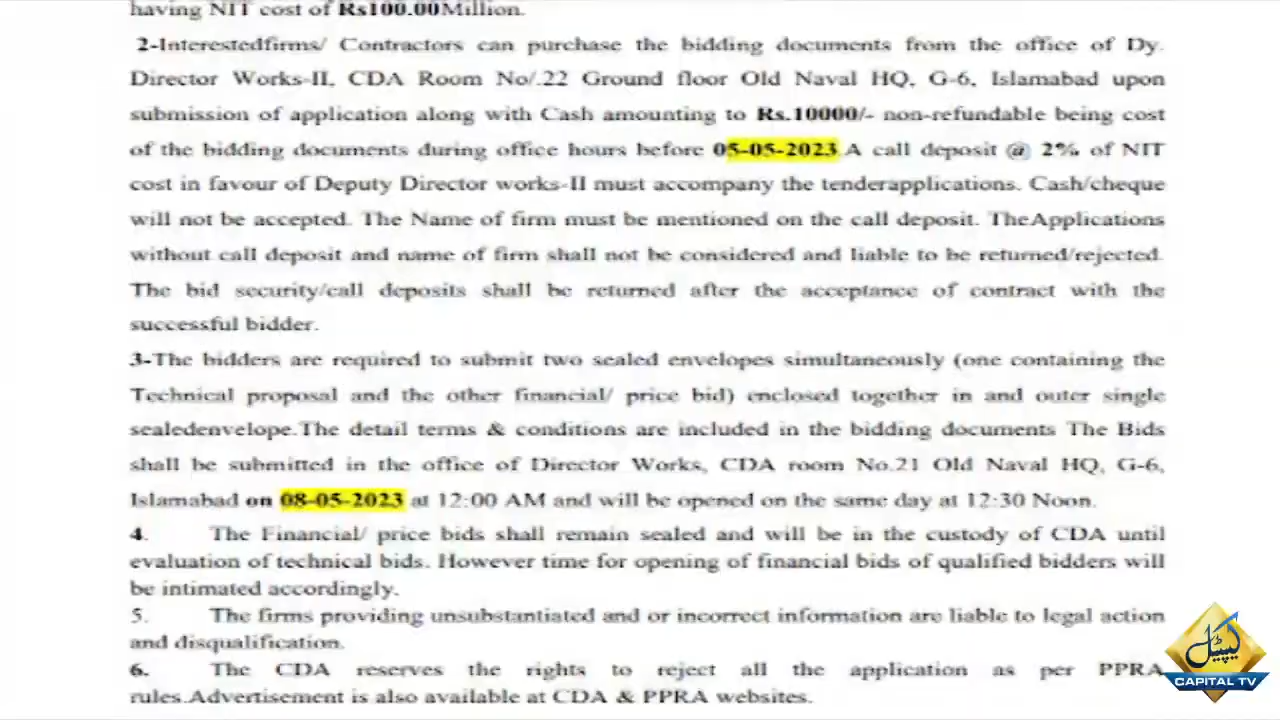 having NIT cost of Rs100.00Million.
2-Interestedfirms/ Contractors can purchase the bidding documents from the office of Dy.
Director Works-II, CDA Room No/.22 Ground floor Old Naval HQ, G-6, Islamabad upon
submission of application along with Cash amounting to Rs.10000/- non-refundable being cost
of the bidding documents during office hours before 05-05-2023.A call deposit @ 2% of NIT
cost in favour of Deputy Director works-II must accompany the tenderapplications. Cash/cheque
will not be accepted. The Name of firm must be mentioned on the call deposit. TheApplications
without call deposit and name of firm shall not be considered and liable to be returned/rejected.
The bid security/call deposits shall be returned after the acceptance of contract with the
successful bidder.
3-The bidders are required to submit two sealed envelopes simultaneously (one containing the
Technical proposal and the other financial/ price bid) enclosed together in and outer single
sealedenvelope.The detail terms & conditions are included in the bidding documents The Bids
shall be submitted in the office of Director Works, CDA room No.21 Old Naval HQ, G-6,
Islamabad on 08-05-2023 at 12:00 AM and will be opened on the same day at 12:30 Noon.
4. The Financial/ price bids shall remain sealed and will be in the custody of CDA until
evaluation of technical bids. However time for opening of financial bids of qualified bidders will
be intimated accordingly.
5. The firms providing unsubstantiated and or incorrect information are liable to legal action
and disqualification.
6. The CDA reserves the rights to reject all the application as per PPRA
rules.Advertisement is also available at CDA & PPRA websites.
کیپیٹل
CAPITAL TV